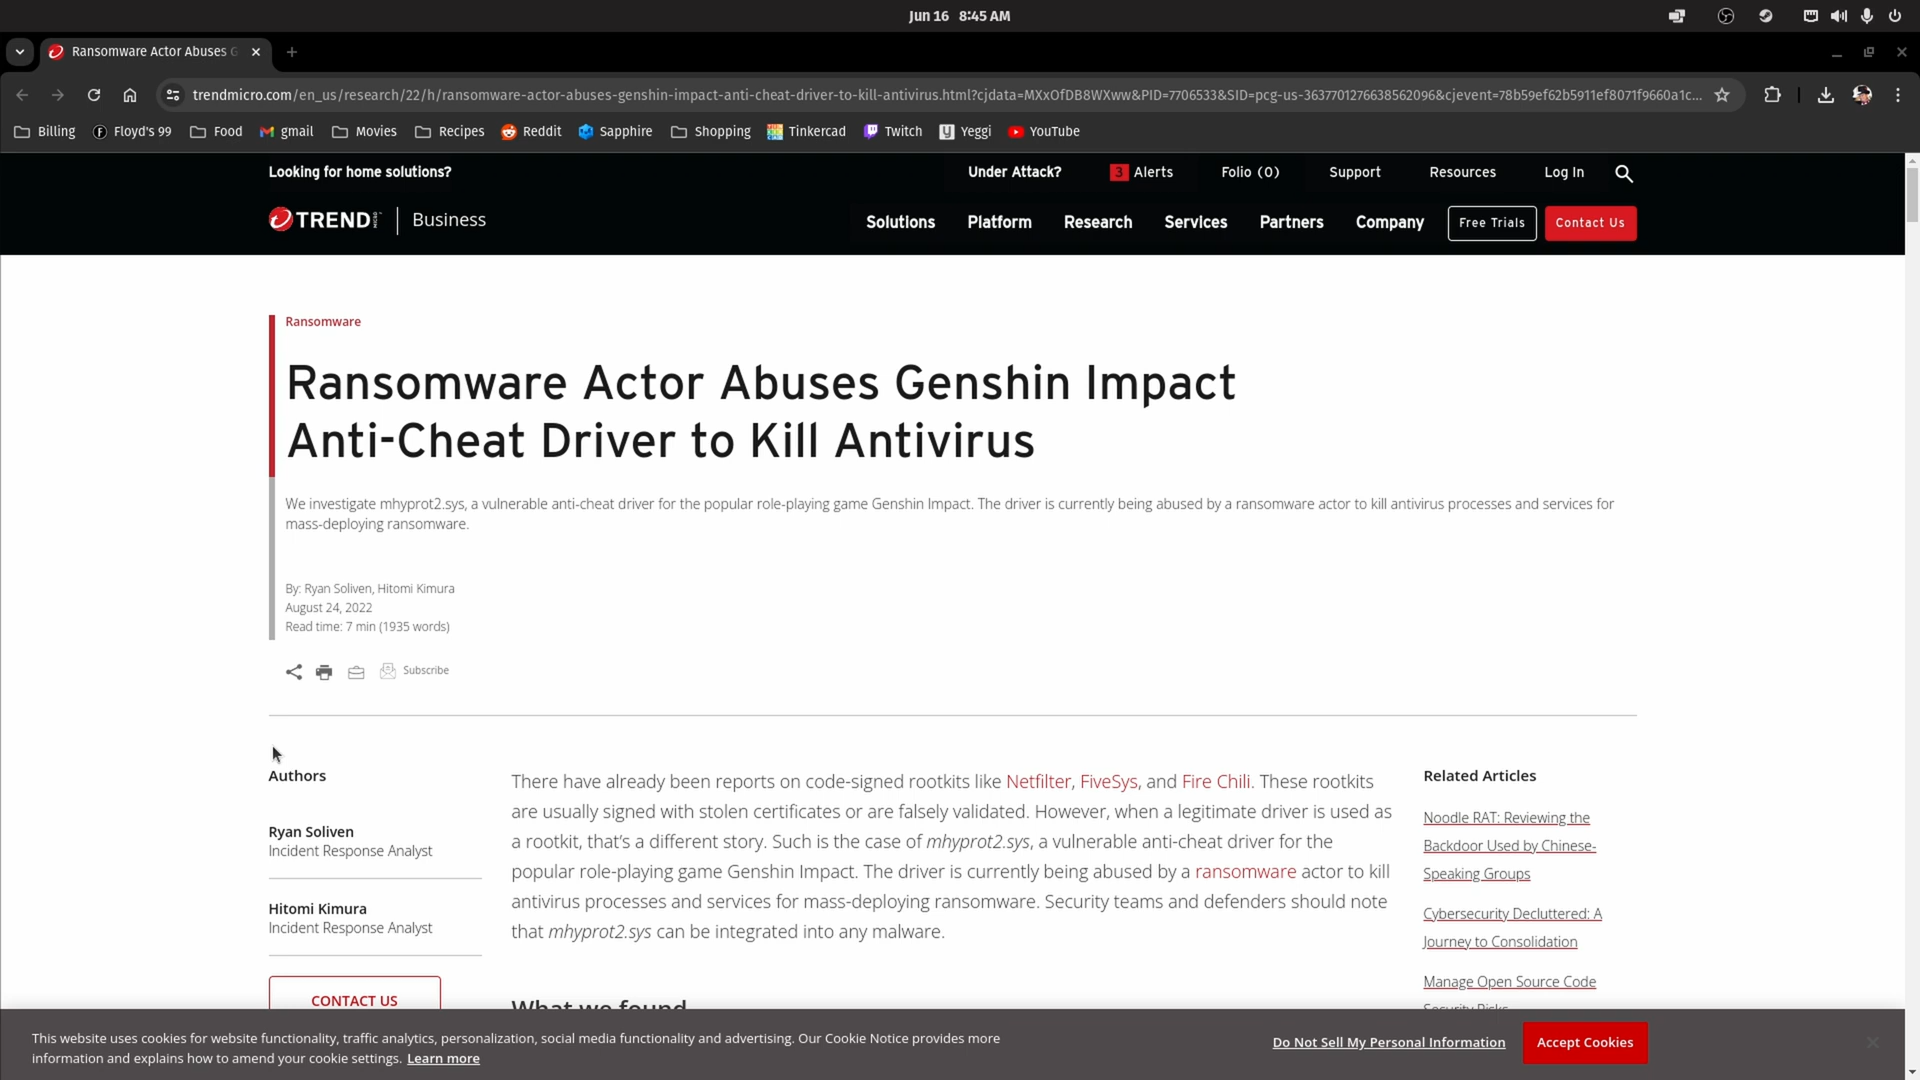 Jun 16 8:45 AM
Ransomware Actor Abuses G
trendmicro.com/en_us/research/22/h/ransomware-actor-abuses-genshin-impact-anti-cheat-driver-to-kill-antivirus.html?cjdata=MXxOfDB8WXww&PID=7706533&SID=pcg-us-3637701276638562096&cjevent=78b59ef62b5911ef8071f9660a1c...
Billing Floyd's 99 Food gmail Movies Recipes Reddit Sapphire Shopping Tinkercad Twitch Yeggi YouTube
Looking for home solutions? Under Attack? 3 Alerts Folio (0) Support Resources Log In
TREND Business Solutions Platform Research Services Partners Company Free Trials Contact Us
Ransomware
Ransomware Actor Abuses Genshin Impact
Anti-Cheat Driver to Kill Antivirus
We investigate mhyprot2.sys, a vulnerable anti-cheat driver for the popular role-playing game Genshin Impact. The driver is currently being abused by a ransomware actor to kill antivirus processes and services for
mass-deploying ransomware.
By: Ryan Soliven, Hitomi Kimura
August 24, 2022
Read time: 7 min (1935 words)
Subscribe
Authors
Ryan Soliven
Incident Response Analyst
Hitomi Kimura
Incident Response Analyst
CONTACT US
There have already been reports on code-signed rootkits like Netfilter, FiveSys, and Fire Chili. These rootkits
are usually signed with stolen certificates or are falsely validated. However, when a legitimate driver is used as
a rootkit, that's a different story. Such is the case of mhyprot2.sys, a vulnerable anti-cheat driver for the
popular role-playing game Genshin Impact. The driver is currently being abused by a ransomware actor to kill
antivirus processes and services for mass-deploying ransomware. Security teams and defenders should note
that mhyprot2.sys can be integrated into any malware.
What we found
Related Articles
Noodle RAT: Reviewing the
Backdoor Used by Chinese-
Speaking Groups
Cybersecurity Decluttered: A
Journey to Consolidation
Manage Open Source Code
Security Risks
This website uses cookies for website functionality, traffic analytics, personalization, social media functionality and advertising. Our Cookie Notice provides more
information and explains how to amend your cookie settings. Learn more
Do Not Sell My Personal Information Accept Cookies